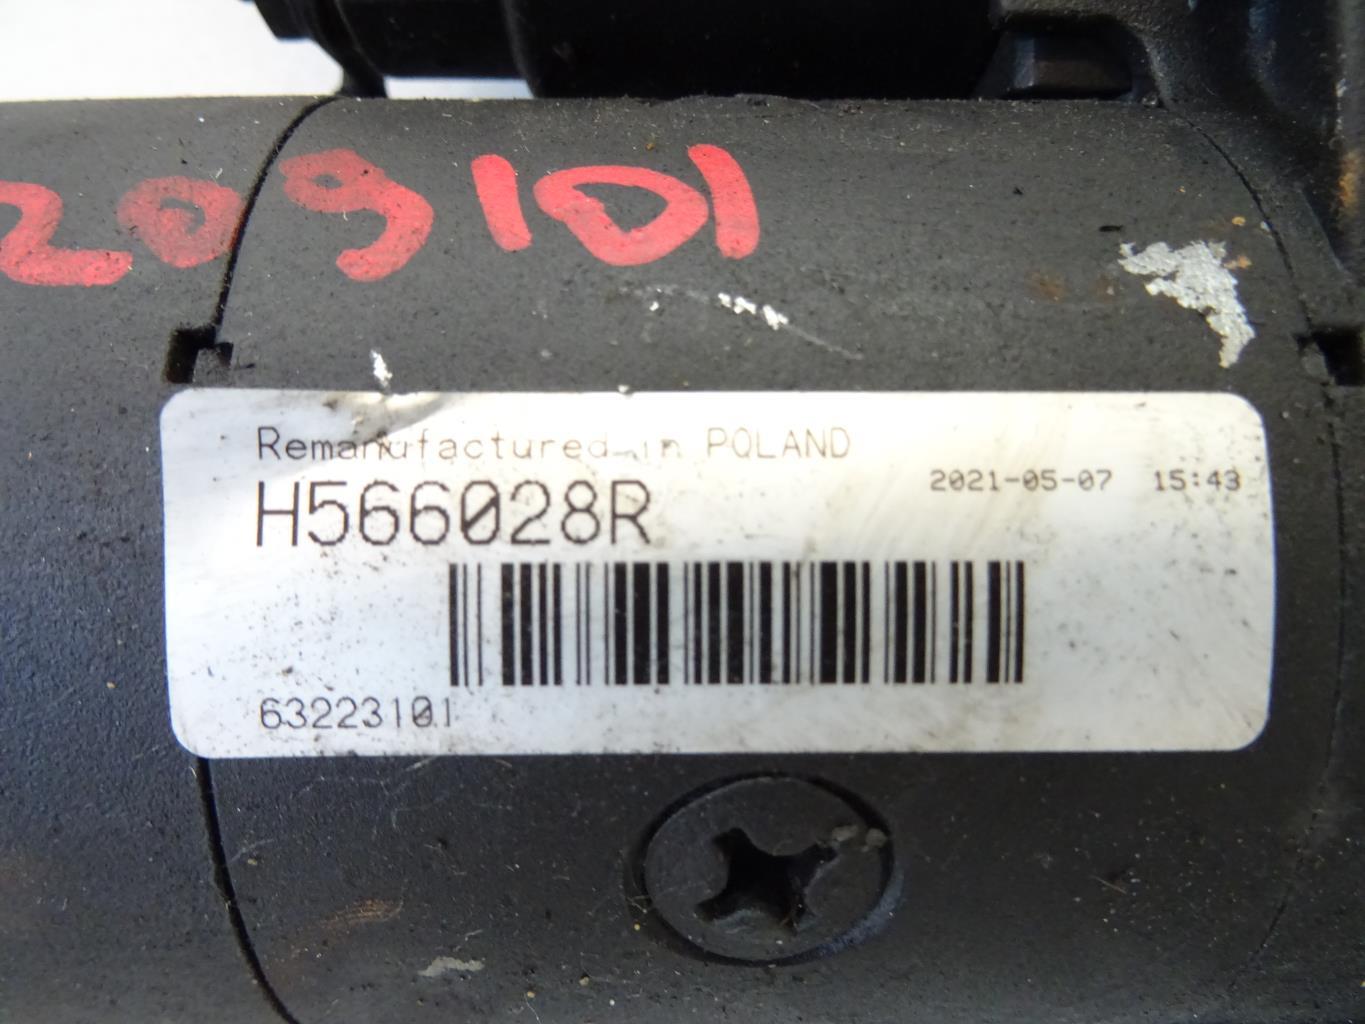 209101
Remanufactured in POLAND
2021-05-07 15:43
H566028R
63223101